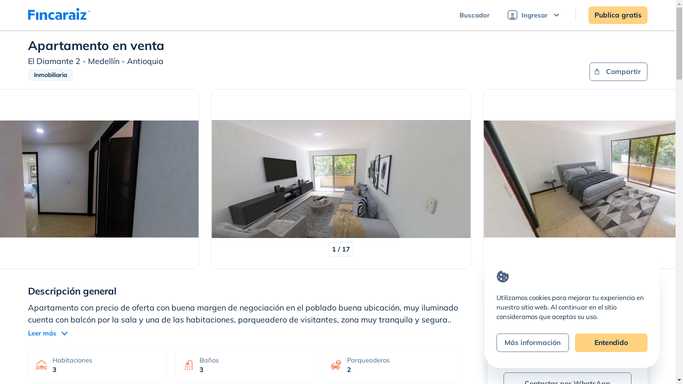 Fincaraiz
Buscador
Ingresar
Publica gratis
Apartamento en venta
El Diamante 2 - Medellín - Antioquia
Inmobiliaria
Compartir
1 / 17
Descripción general
Apartamento con precio de oferta con buena margen de negociación en el poblado buena ubicación, muy iluminado
cuenta con balcón por la sala y una de las habitaciones, parqueadero de visitantes, zona muy tranquila y segura..
Leer más
Habitaciones
3
Baños
3
Parqueaderos
2
Utilizamos cookies para mejorar tu experiencia en
nuestro sitio web. Al continuar en el sitio
consideramos que aceptas su uso.
Más información
Entendido
Contactar por WhatsApp